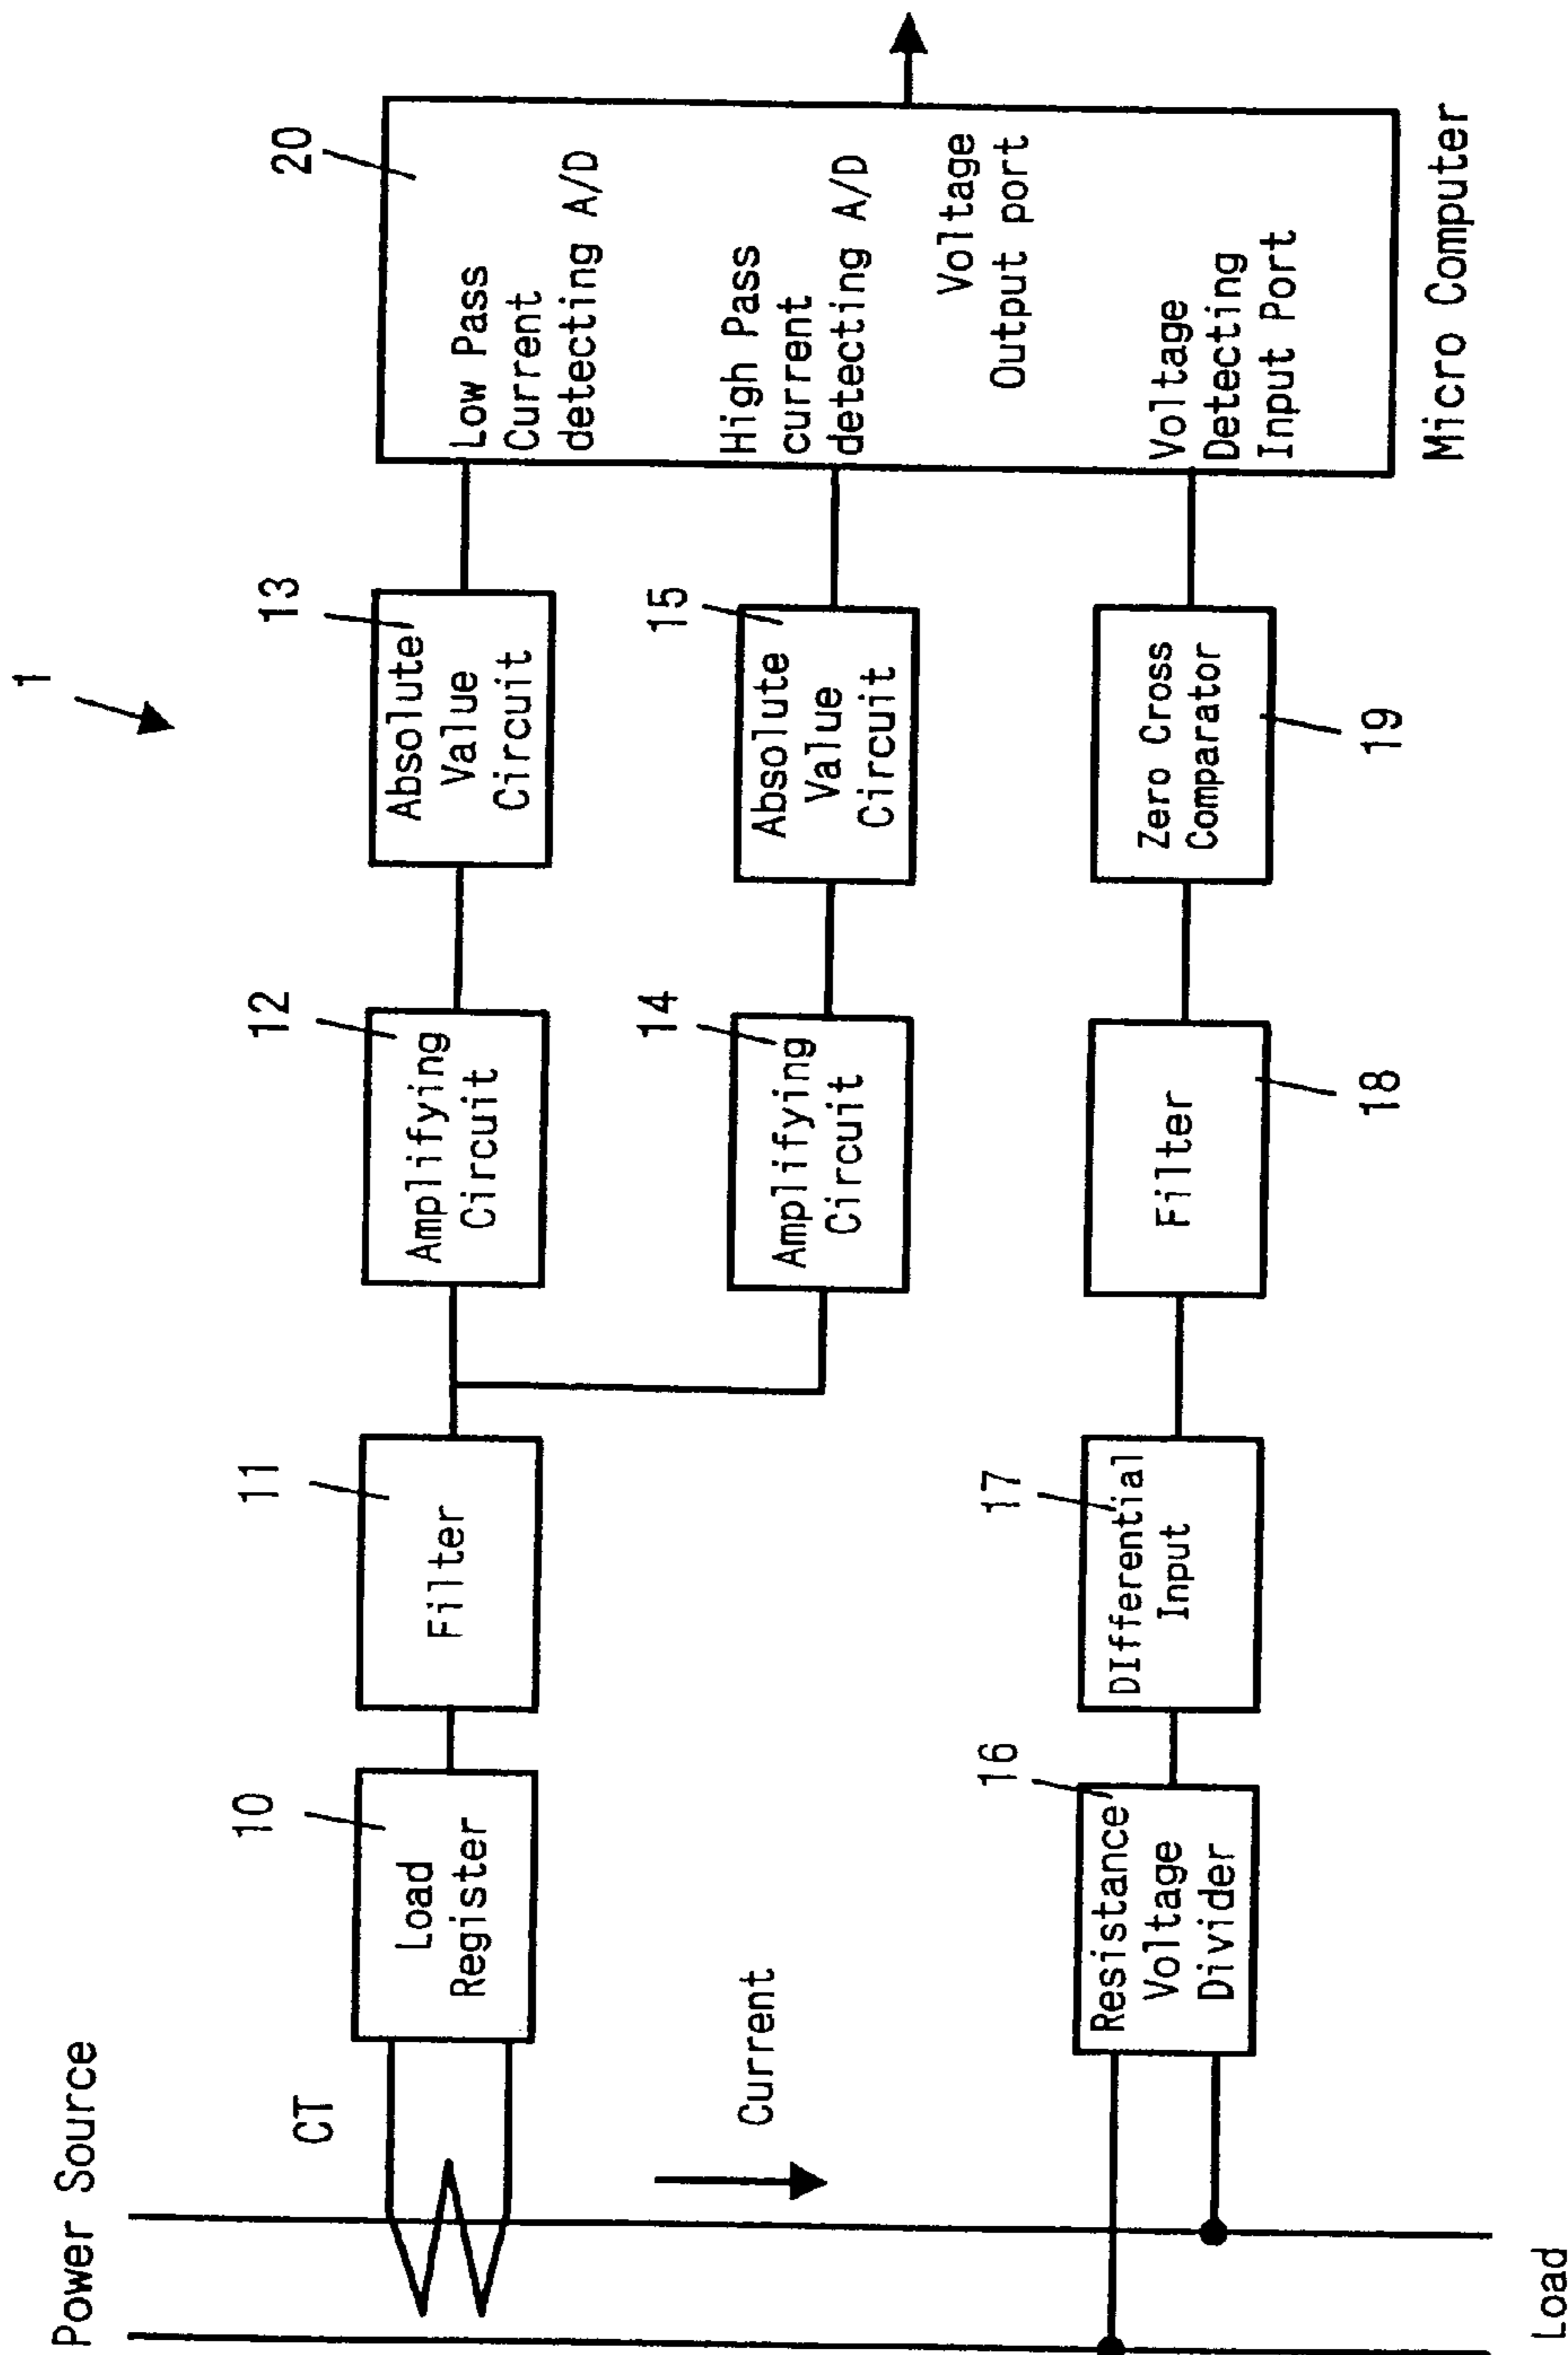 1
Power Source
CT
Current
Load
10
Load
Register
11
Filter
12
Amplifying
Circuit
13
Absolute
Value
Circuit
14
Amplifying
Circuit
15
Absolute
Value
Circuit
16
Resistance
Voltage
Divider
17
DIfferential
Input
18
Filter
19
Zero Cross
Comparator
20
Low Pass
Current
detecting A/D
High Pass
current
detecting A/D
Voltage
Output port
Voltage
Detecting
Input Port
Micro Computer